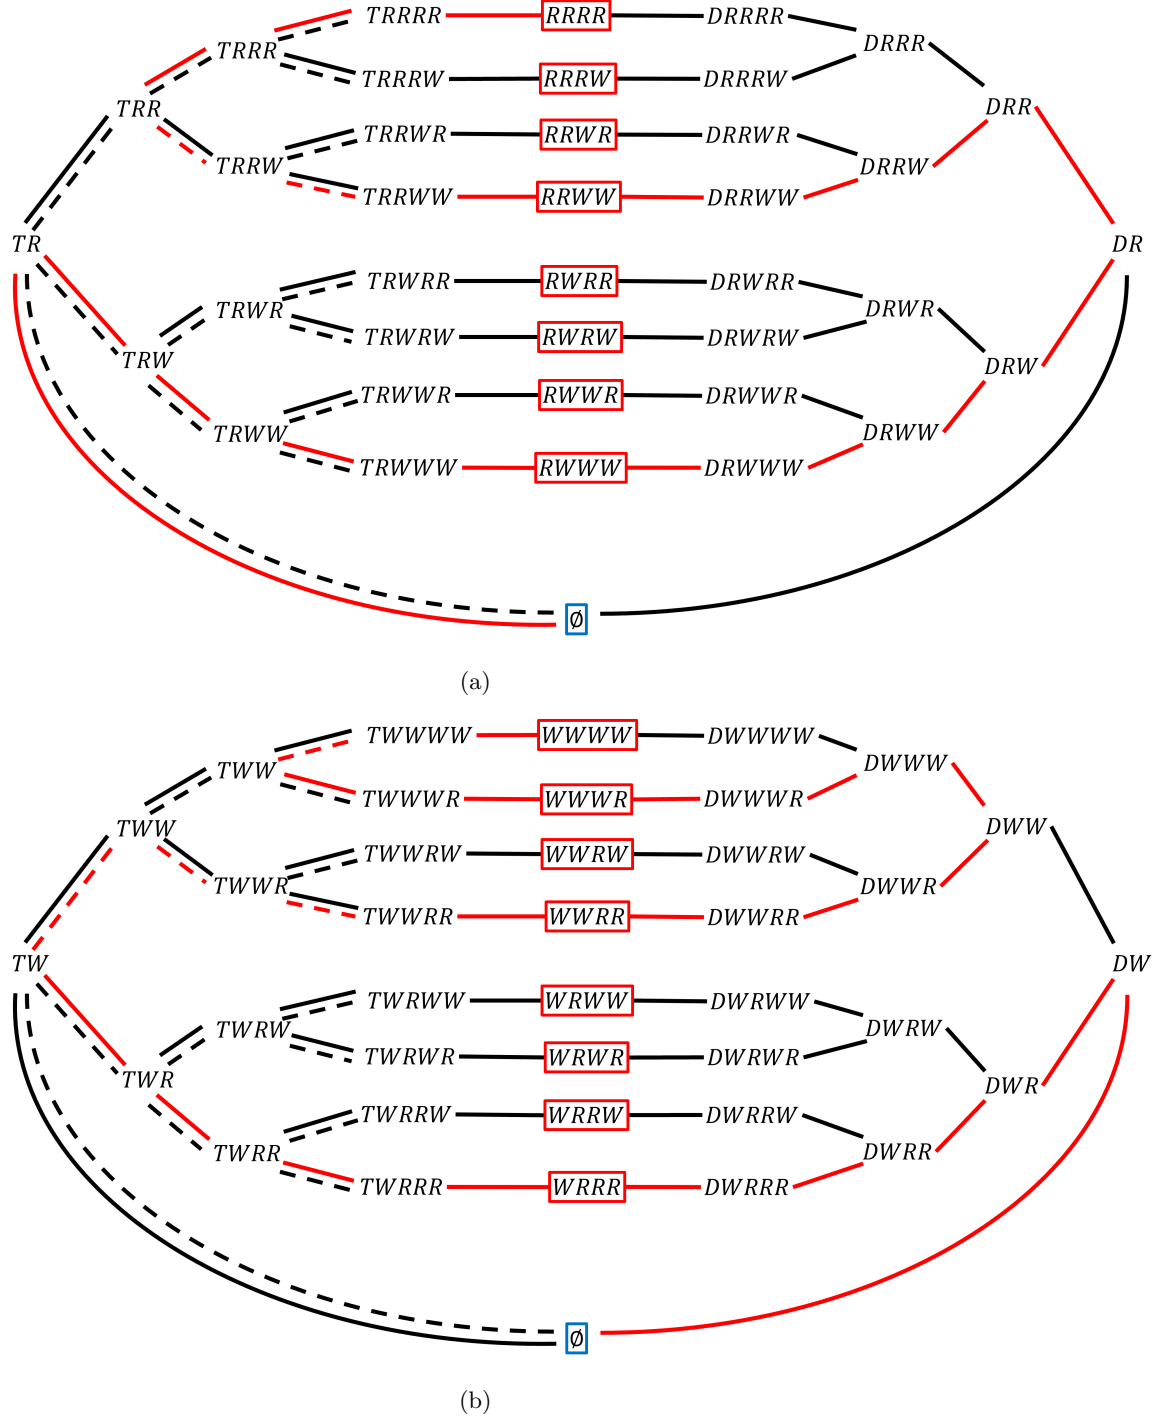 TRRRR RRRR DRRRR
DRRR
TRRR
TRRRW RRRW DRRRW
TRR DRR
TRRWR RRWR DRRWR
TRRW DRRW
TRRWW RRWW DRRWW
TR DR
TRWRR RWRR DRWRR
TRWR DRWR
TRWRW RWRW DRWRW
TRW DRW
TRWWR RWWR DRWWR
TRWW DRWW
TRWWW RWWW DRWWW
∅
(a)
TWWWW WWWW DWWWW
DWWW
TWW
TWWWR WWWR DWWWR
TWW DWW
TWWRW WWRW DWWRW
TWWR DWWR
TWWRR WWRR DWWRR
TW DW
TWRWW WRWW DWRWW
TWRW DWRW
TWRWR WRWR DWRWR
TWR DWR
TWRRW WRRW DWRRW
TWRR DWRR
TWRRR WRRR DWRRR
∅
(b)